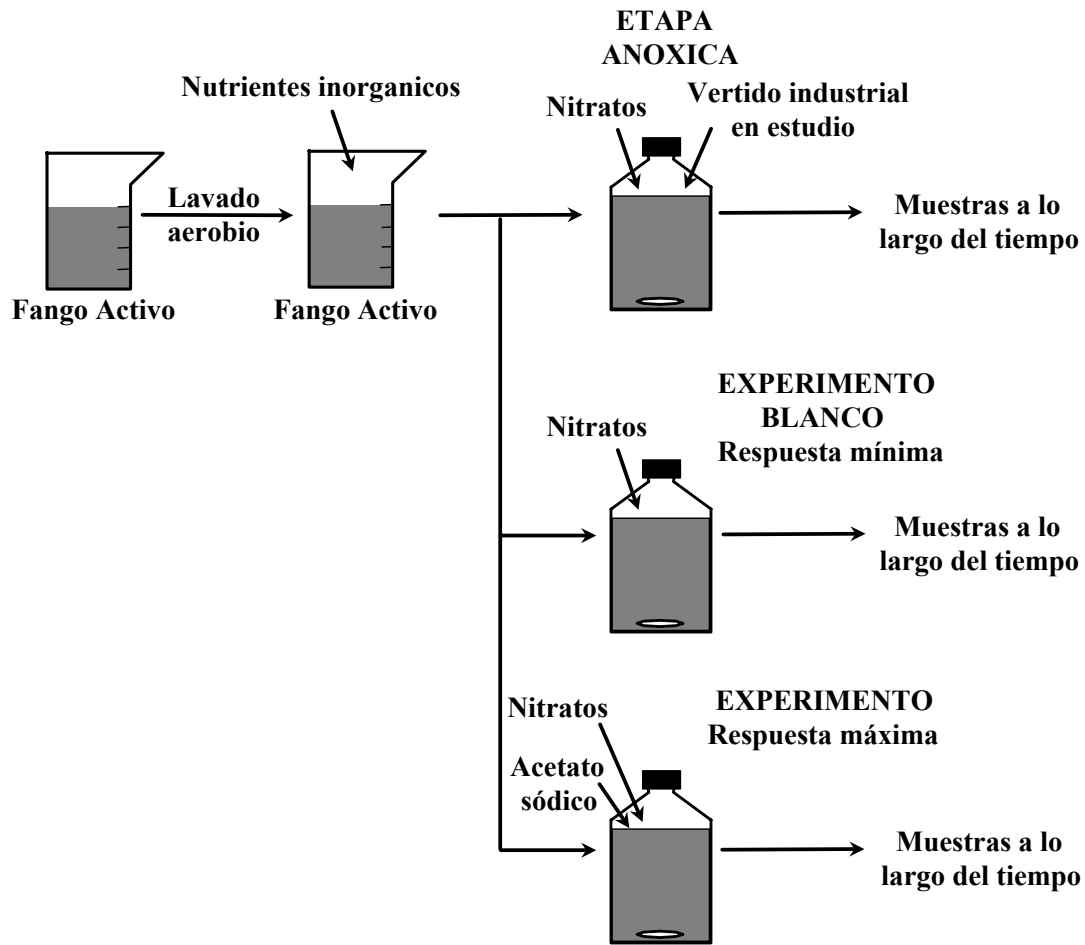 ETAPA
ANOXICA
Nutrientes inorganicos
Nitratos
Vertido industrial
en estudio
Lavado
aerobio
Muestras a lo
largo del tiempo
Fango Activo
Fango Activo
EXPERIMENTO
BLANCO
Respuesta mínima
Nitratos
Muestras a lo
largo del tiempo
EXPERIMENTO
Respuesta máxima
Nitratos
Acetato
sódico
Muestras a lo
largo del tiempo